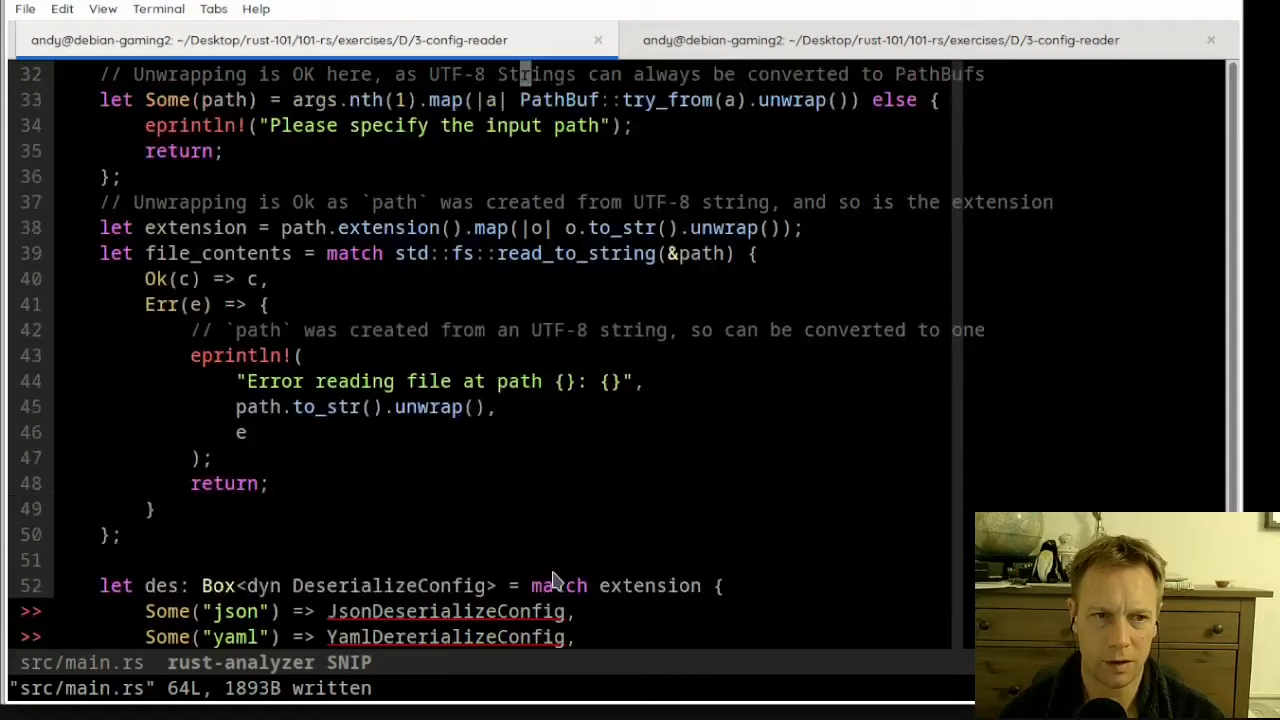 File Edit View Terminal Tabs Help
andy@debian-gaming2: ~/Desktop/rust-101/101-rs/exercises/D/3-config-reader × andy@debian-gaming2: ~/Desktop/rust-101/101-rs/exercises/D/3-config-reader ×
32 // Unwrapping is OK here, as UTF-8 Strings can always be converted to PathBufs
33 let Some(path) = args.nth(1).map(|a| PathBuf::try_from(a).unwrap()) else {
34 eprintln!("Please specify the input path");
35 return;
36 };
37 // Unwrapping is Ok as `path` was created from UTF-8 string, and so is the extension
38 let extension = path.extension().map(|o| o.to_str().unwrap());
39 let file_contents = match std::fs::read_to_string(&path) {
40 Ok(c) => c,
41 Err(e) => {
42 // `path` was created from an UTF-8 string, so can be converted to one
43 eprintln!(
44 "Error reading file at path {}: {}",
45 path.to_str().unwrap(),
46 e
47 );
48 return;
49 }
50 };
51
52 let des: Box<dyn DeserializeConfig> = match extension {
>> Some("json") => JsonDeserializeConfig,
>> Some("yaml") => YamlDererializeConfig,
src/main.rs rust-analyzer SNIP
"src/main.rs" 64L, 1893B written